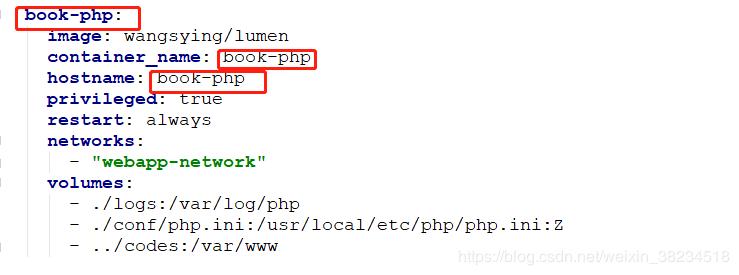 book-php:
image: wangsying/lumen
container_name: book-php
hostname: book-php
privileged: true
restart: always
networks:
- "webapp-network"
volumes:
- ./logs:/var/log/php
- ./conf/php.ini:/usr/local/etc/php/php.ini:Z
- ../codes:/var/www
https://blog.csdn.net/weixin_38234518